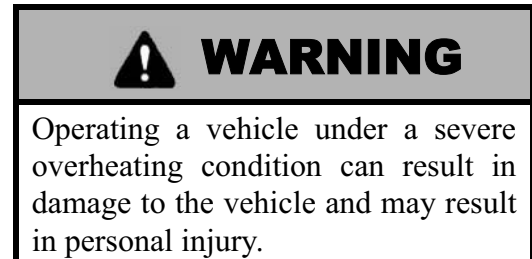 WARNING
Operating a vehicle under a severe
overheating condition can result in
damage to the vehicle and may result
in personal injury.